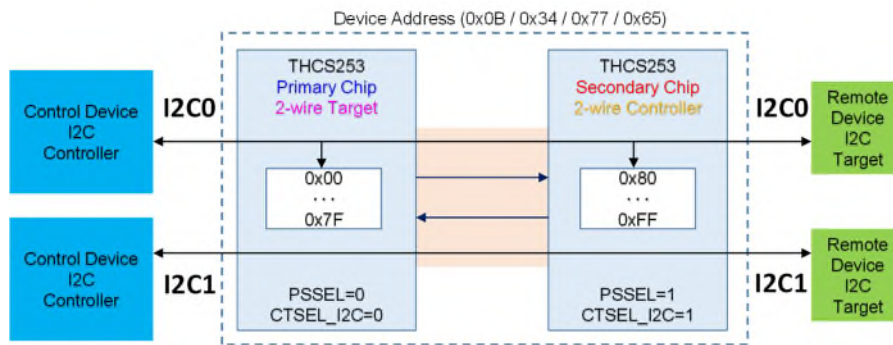 Device Address (0x0B / 0x34 / 0x77 / 0x65)
Control Device
I2C
Controller
I2C0
THCS253
Primary Chip
2-wire Target
0x00
...
0x7F
PSSEL=0
CTSEL_I2C=0
THCS253
Secondary Chip
2-wire Controller
0x80
...
0xFF
PSSEL=1
CTSEL_I2C=1
I2C0
Remote
Device
I2C
Target
Control Device
I2C
Controller
I2C1
I2C1
Remote
Device
I2C
Target